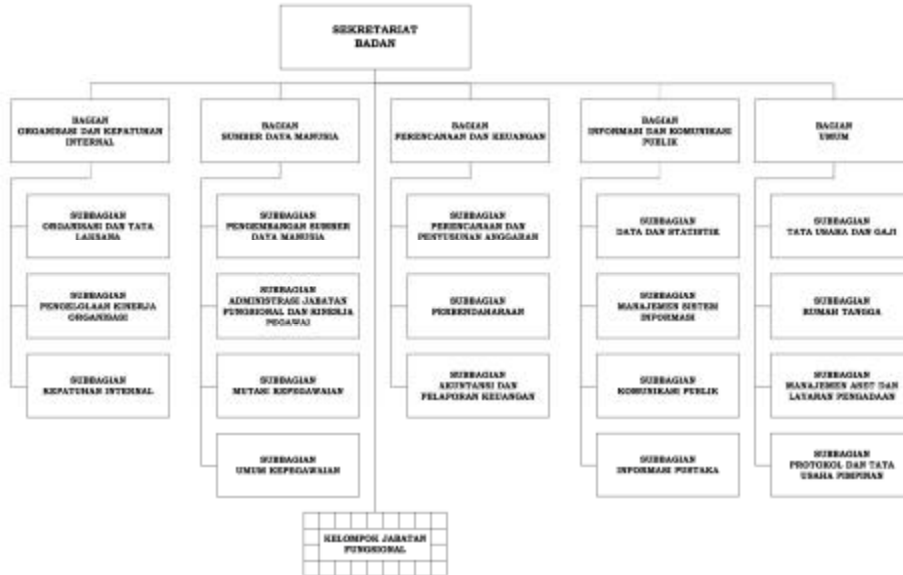 SEKRETARIAT
BADAN
BAGIAN
ORGANISASI DAN KEPATUHAN
INTERNAL
BAGIAN
SUMBER DAYA MANUSIA
BAGIAN
PERENCANAAN DAN KEUANGAN
BAGIAN
INFORMASI DAN KOMUNIKASI
PUBLIK
BAGIAN
UMUM
SUBBAGIAN
ORGANISASI DAN TATA
LAKSANA
SUBBAGIAN
PENGELOLAAN KINERJA
ORGANISASI
SUBBAGIAN
KEPATUHAN INTERNAL
SUBBAGIAN
PENGEMBANGAN SUMBER
DAYA MANUSIA
SUBBAGIAN
ADMINISTRASI JABATAN
FUNGSIONAL DAN KINERJA
PEGAWAI
SUBBAGIAN
MUTASI KEPEGAWAIAN
SUBBAGIAN
UMUM KEPEGAWAIAN
SUBBAGIAN
PERENCANAAN DAN
PENYUSUNAN ANGGARAN
SUBBAGIAN
PERBENDAHARAAN
SUBBAGIAN
AKUNTANSI DAN
PELAPORAN KEUANGAN
SUBBAGIAN
DATA DAN STATISTIK
SUBBAGIAN
MANAJEMEN SISTEM
INFORMASI
SUBBAGIAN
KOMUNIKASI PUBLIK
SUBBAGIAN
INFORMASI PUSTAKA
SUBBAGIAN
TATA USAHA DAN GAJI
SUBBAGIAN
RUMAH TANGGA
SUBBAGIAN
MANAJEMEN ASET DAN
LAYANAN PENGADAAN
SUBBAGIAN
PROTOKOL DAN TATA
USAHA PIMPINAN
KELOMPOK JABATAN
FUNGSIONAL